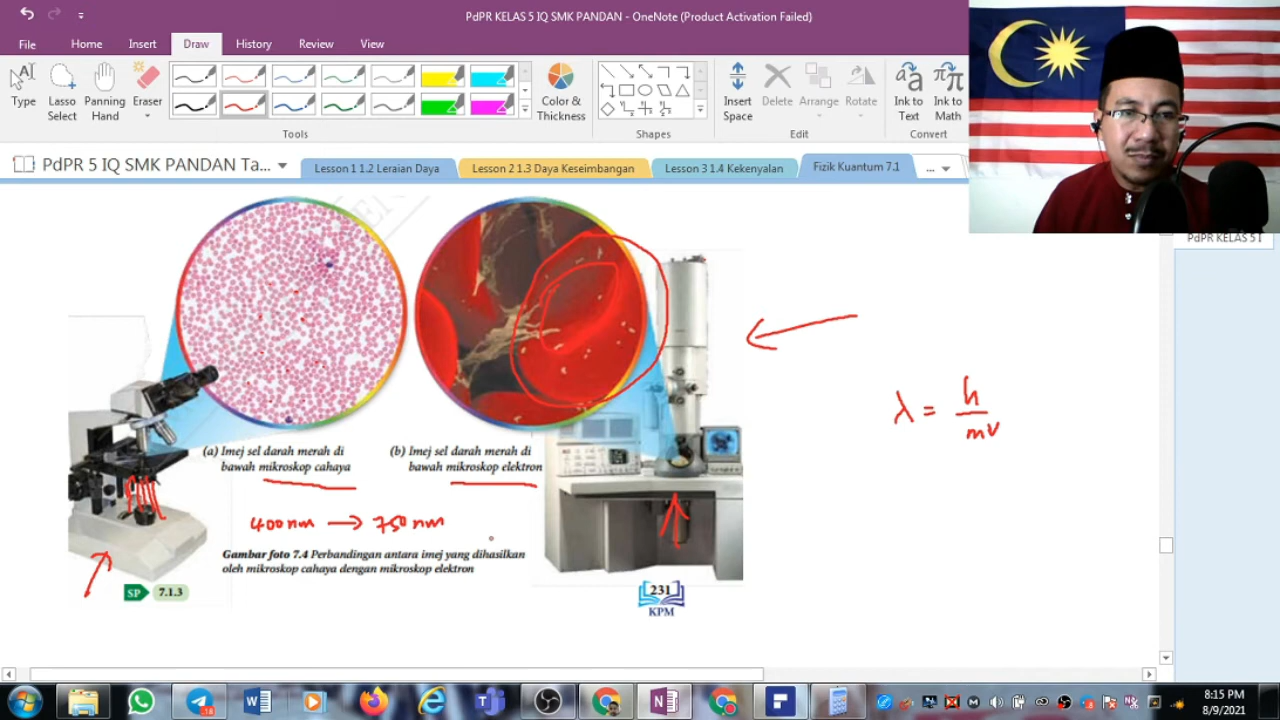 PdPR KELAS 5 IQ SMK PANDAN - OneNote (Product Activation Failed)
File Home Insert Draw History Review View
Type
Lasso Select
Panning Hand
Eraser
Color & Thickness
Insert Space
Delete
Arrange
Rotate
Ink to Text
Ink to Math
Tools
Shapes
Edit
Convert
PdPR 5 IQ SMK PANDAN Ta...
Lesson 1 1.2 Leraian Daya
Lesson 2 1.3 Daya Keseimbangan
Lesson 3 1.4 Kekenyalan
Fizik Kuantum 7.1
...
PdPR KELAS 5 I
λ = h
mv
(a) Imej sel darah merah di
bawah mikroskop cahaya
(b) Imej sel darah merah di
bawah mikroskop elektron
400 nm → 750 nm
Gambar foto 7.4 Perbandingan antara imej yang dihasilkan
oleh mikroskop cahaya dengan mikroskop elektron
SP 7.1.3
231
KPM
8:15 PM
8/9/2021